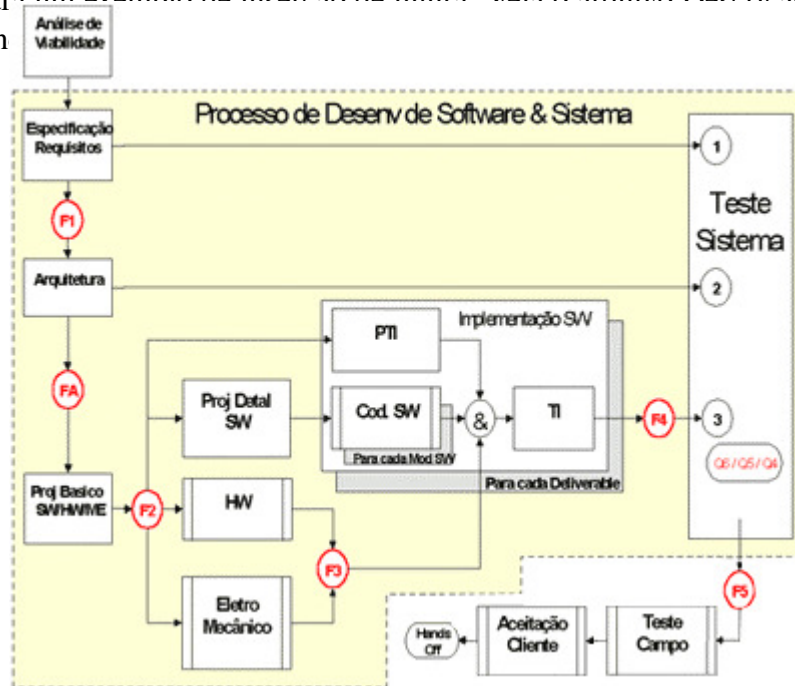 Análise de
Viabilidade
Processo de Desenv de Software & Sistema
Especificação
Requisitos
1
F1
Teste
Sistema
Arquitetura
2
Implementação SW
PTI
FA
Proj Detal
SW
Cod. SW
&
TI
F4
3
Para cada Mod SW
Q6 / Q5 / Q4
Para cada Deliverable
Proj Basico
SW/HW/ME
F2
HW
F3
Eletro
Mecânico
F5
Hands
Off
Aceitação
Cliente
Teste
Campo